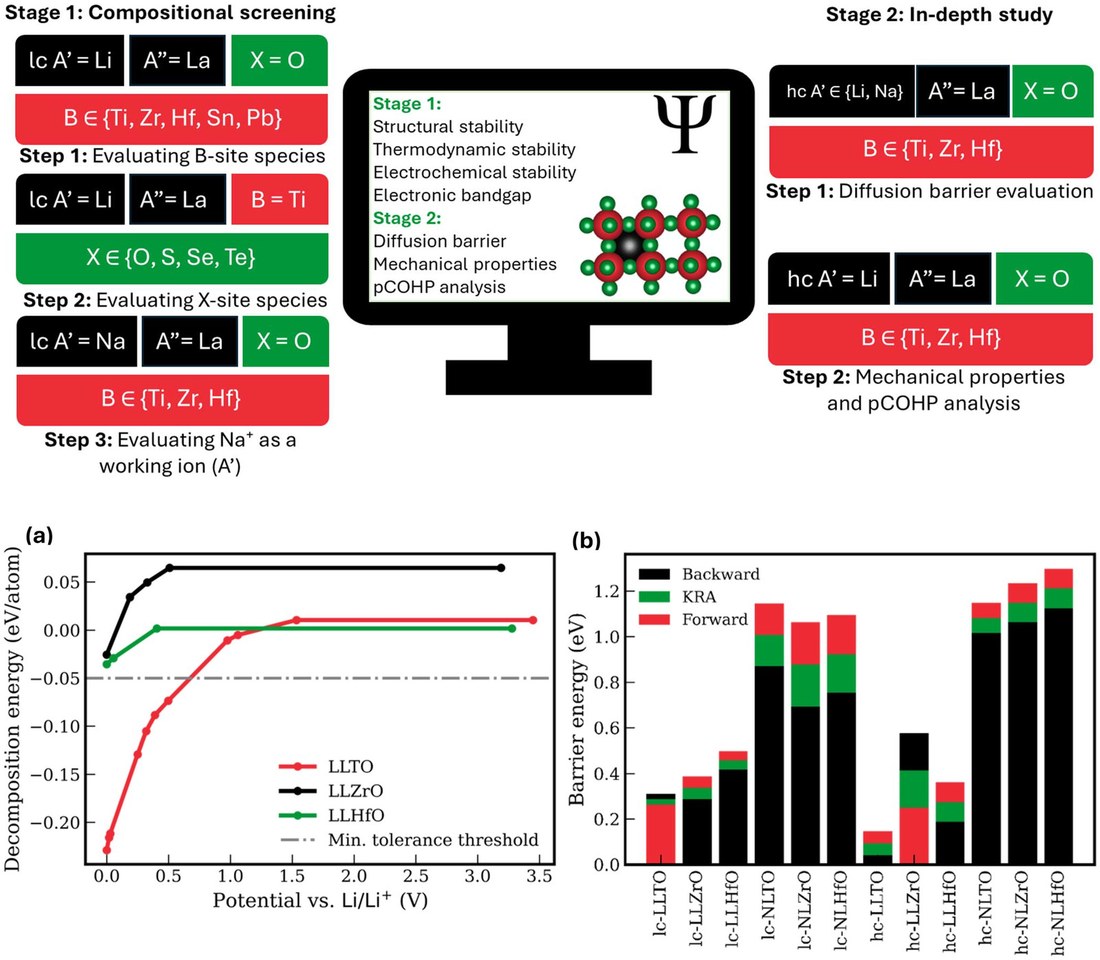 Stage 1: Compositional screening
lc A’ = Li
A”= La
X = O
B ∈ {Ti, Zr, Hf, Sn, Pb}
Step 1: Evaluating B-site species
lc A’ = Li
A”= La
B = Ti
X ∈ {O, S, Se, Te}
Step 2: Evaluating X-site species
lc A’ = Na
A”= La
X = O
B ∈ {Ti, Zr, Hf}
Step 3: Evaluating Na⁺ as a
working ion (A’)
Stage 1:
Structural stability
Thermodynamic stability
Electrochemical stability
Electronic bandgap
Stage 2:
Diffusion barrier
Mechanical properties
pCOHP analysis
Ψ
Stage 2: In-depth study
hc A’ ∈ {Li, Na}
A”= La
X = O
B ∈ {Ti, Zr, Hf}
Step 1: Diffusion barrier evaluation
hc A’ = Li
A”= La
X = O
B ∈ {Ti, Zr, Hf}
Step 2: Mechanical properties
and pCOHP analysis
(a)
Decomposition energy (eV/atom)
0.05
0.00
−0.05
−0.10
−0.15
−0.20
LLTO
LLZrO
LLHfO
Min. tolerance threshold
0.0 0.5 1.0 1.5 2.0 2.5 3.0 3.5
Potential vs. Li/Li⁺ (V)
(b)
Barrier energy (eV)
1.2
1.0
0.8
0.6
0.4
0.2
0.0
Backward
KRA
Forward
lc-LLTO
lc-LLZrO
lc-LLHfO
lc-NLTO
lc-NLZrO
lc-NLHfO
hc-LLTO
hc-LLZrO
hc-LLHfO
hc-NLTO
hc-NLZrO
hc-NLHfO